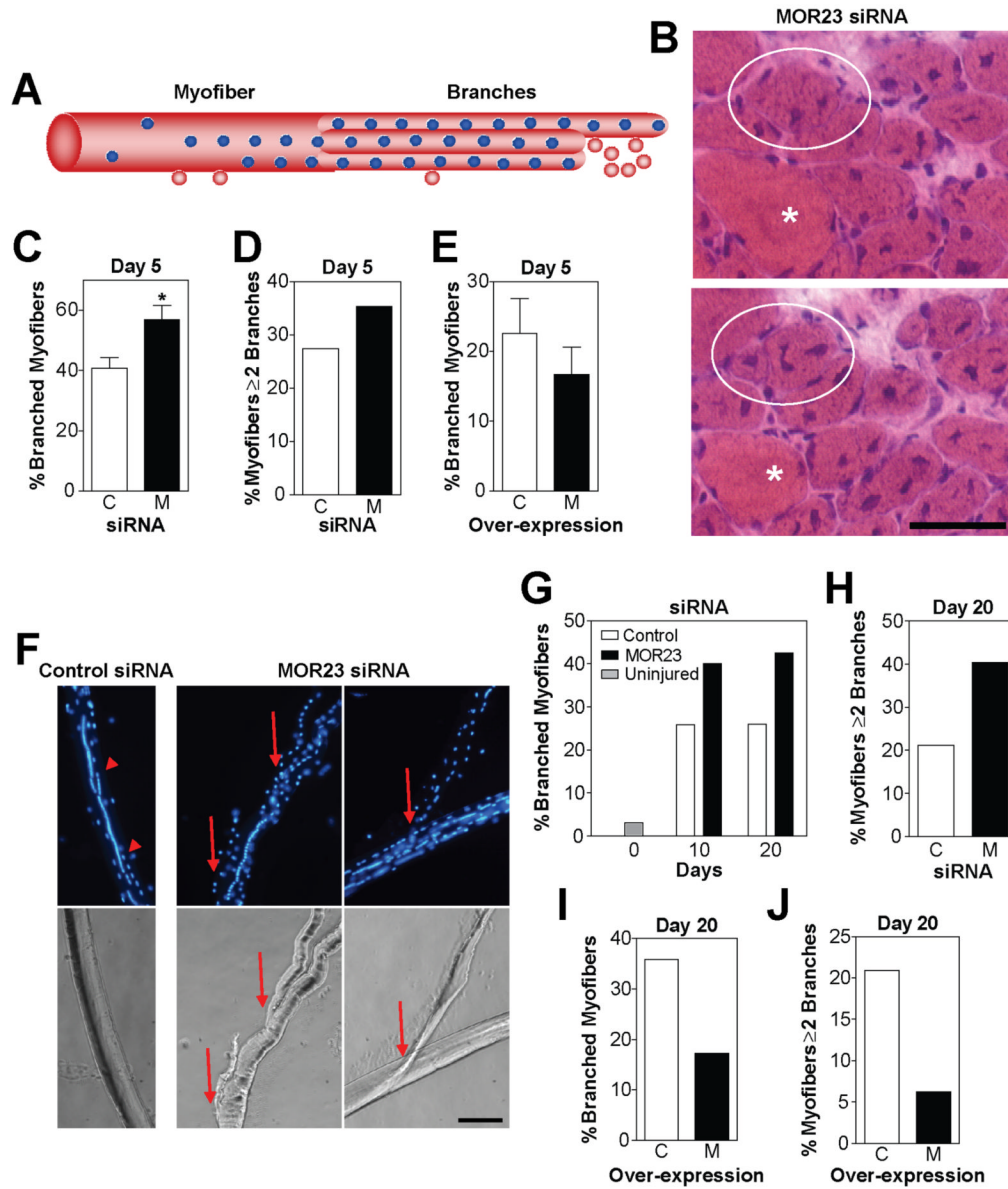 A
Myofiber
Branches
B
MOR23 siRNA
*
*
C
Day 5
%Branched Myofibers
60
40
20
0
*
C
M
siRNA
D
Day 5
%Myofibers ≥2 Branches
40
30
20
10
0
C
M
siRNA
E
Day 5
%Branched Myofibers
30
20
10
0
C
M
Over-expression
F
Control siRNA
MOR23 siRNA
G
siRNA
%Branched Myofibers
50
40
30
20
10
0
Control
MOR23
Uninjured
0
10
20
Days
H
Day 20
%Myofibers ≥2 Branches
50
40
30
20
10
0
C
M
siRNA
I
Day 20
%Branched Myofibers
40
30
20
10
0
C
M
Over-expression
J
Day 20
%Myofibers≥2 Branches
25
20
15
10
5
0
C
M
Over-expression